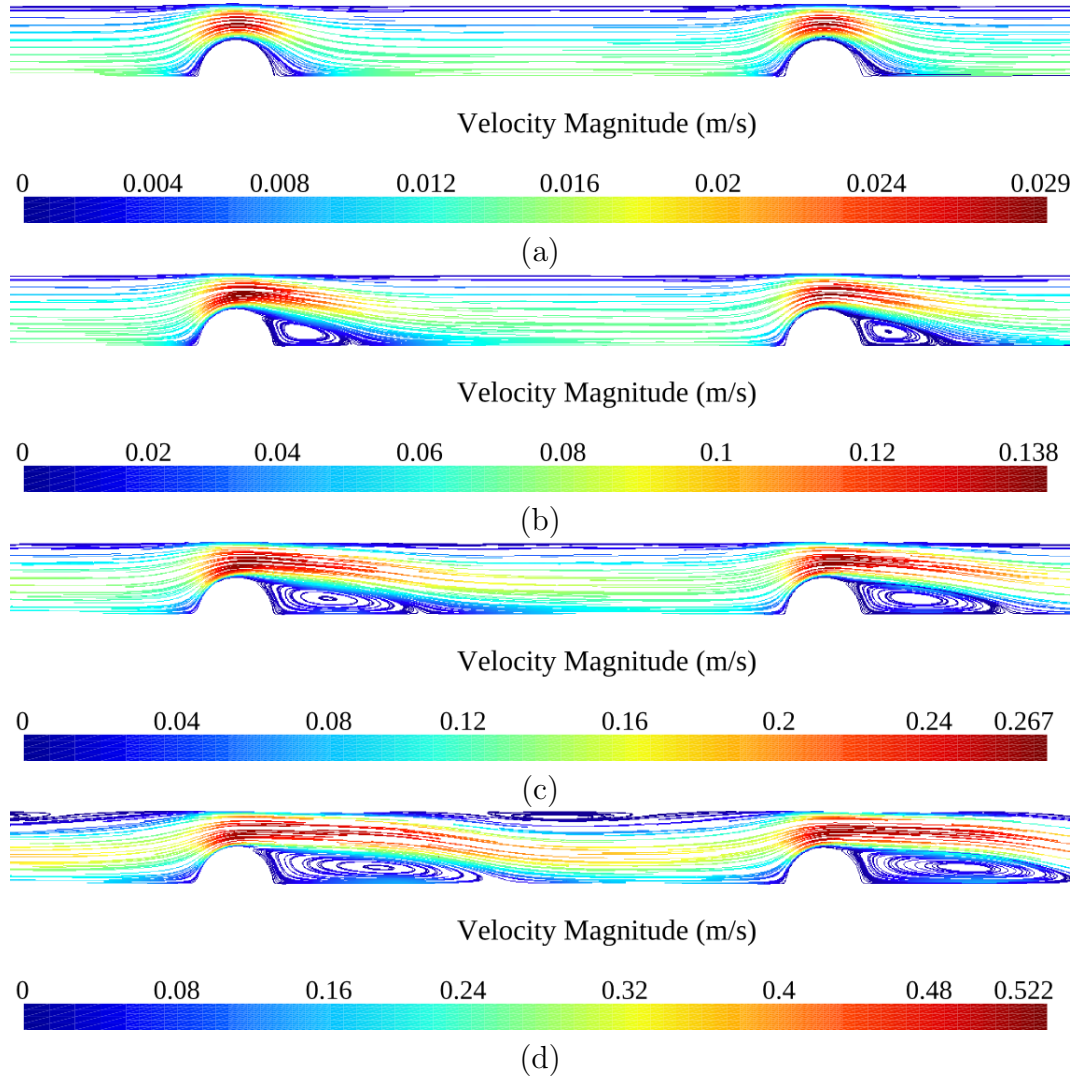 Velocity Magnitude (m/s)
0 0.004 0.008 0.012 0.016 0.02 0.024 0.029
(a)
Velocity Magnitude (m/s)
0 0.02 0.04 0.06 0.08 0.1 0.12 0.138
(b)
Velocity Magnitude (m/s)
0 0.04 0.08 0.12 0.16 0.2 0.24 0.267
(c)
Velocity Magnitude (m/s)
0 0.08 0.16 0.24 0.32 0.4 0.48 0.522
(d)